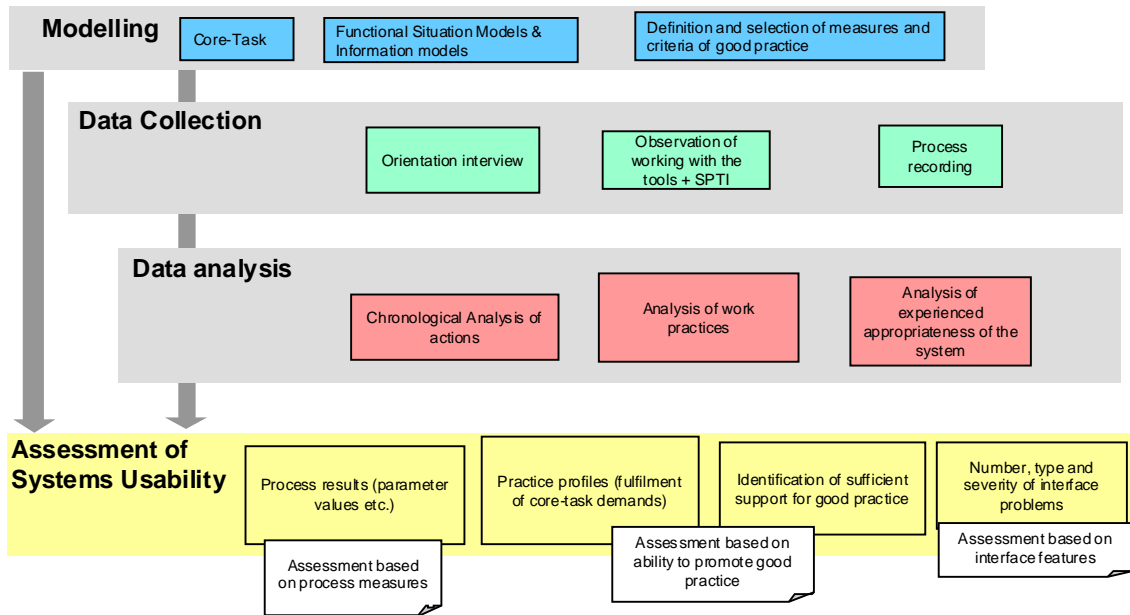 Modelling
Core-Task
Functional Situation Models &
Information models
Definition and selection of measures and
criteria of good practice
Data Collection
Orientation interview
Observation of
working with the
tools + SPTI
Process
recording
Data analysis
Chronological Analysis of
actions
Analysis of work
practices
Analysis of
experienced
appropriateness of the
system
Assessment of
Systems Usability
Process results (parameter
values etc.)
Practice profiles (fulfilment
of core-task demands)
Identification of sufficient
support for good practice
Number, type and
severity of interface
problems
Assessment based
on process measures
Assessment based on
ability to promote good
practice
Assessment based on
interface features